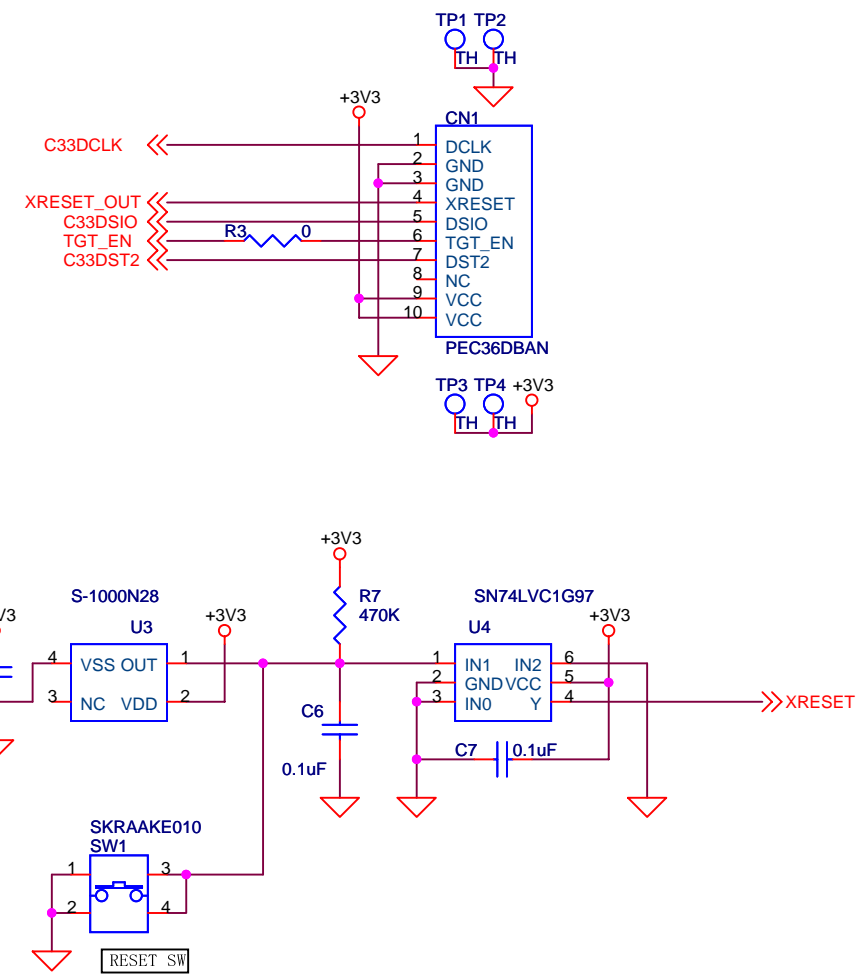 TP1 TP2
TH TH
+3V3
CN1
C33DCLK 1 DCLK
2 GND
3 GND
XRESET_OUT 4 XRESET
C33DSIO 5 DSIO
TGT_EN R3 0 6 TGT_EN
C33DST2 7 DST2
8 NC
9 VCC
10 VCC
PEC36DBAN
TP3 TP4 +3V3
TH TH
+3V3
S-1000N28 R7 SN74LVC1G97
V3 U3 +3V3 470K U4 +3V3
4 VSS OUT 1 1 IN1 IN2 6
2 GND VCC 5
3 NC VDD 2 3 IN0 Y 4 XRESET
C6
0.1uF
C7 0.1uF
SKRAAKE010
SW1
1 3
2 4
RESET SW